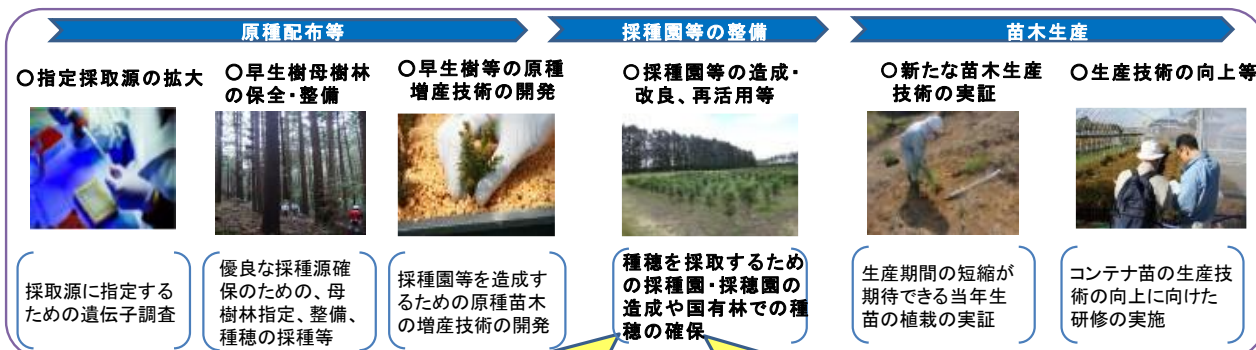 原種配布等
採種園等の整備
苗木生産
○指定採取源の拡大
○早生樹母樹林
の保全・整備
○早生樹等の原種
増産技術の開発
○採種園等の造成・
改良、再活用等
○新たな苗木生産
技術の実証
○生産技術の向上等
採取源に指定する
ための遺伝子調査
優良な採種源確
保のための、母
樹林指定、整備、
種穂の採種等
採種園等を造成す
るための原種苗木
の増産技術の開発
種穂を採取するため
の採種園・採穂園の
造成や国有林での種
穂の確保
生産期間の短縮が
期待できる当年生
苗の植栽の実証
コンテナ苗の生産技
術の向上に向けた
研修の実施